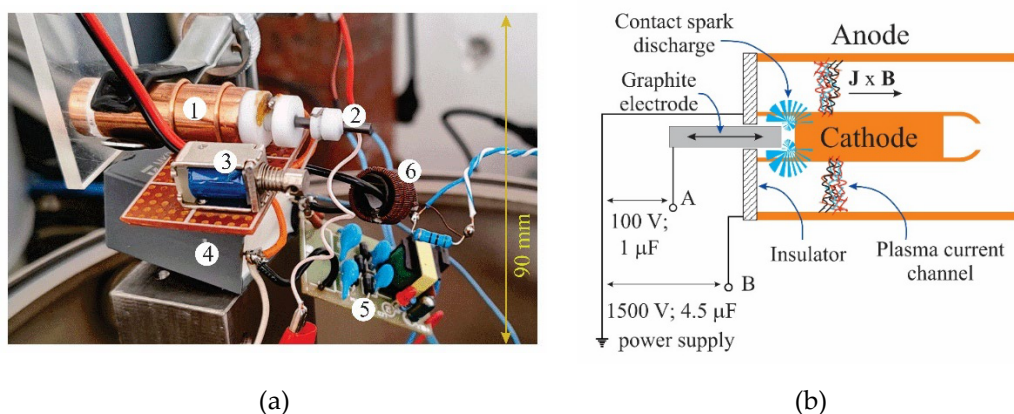 1
2
3
4
5
6
90 mm
(a)
(b)
Contact spark
discharge
Graphite
electrode
Anode
J x B
Cathode
A
100 V;
1 µF
Insulator
Plasma current
channel
B
1500 V; 4.5 µF
power supply